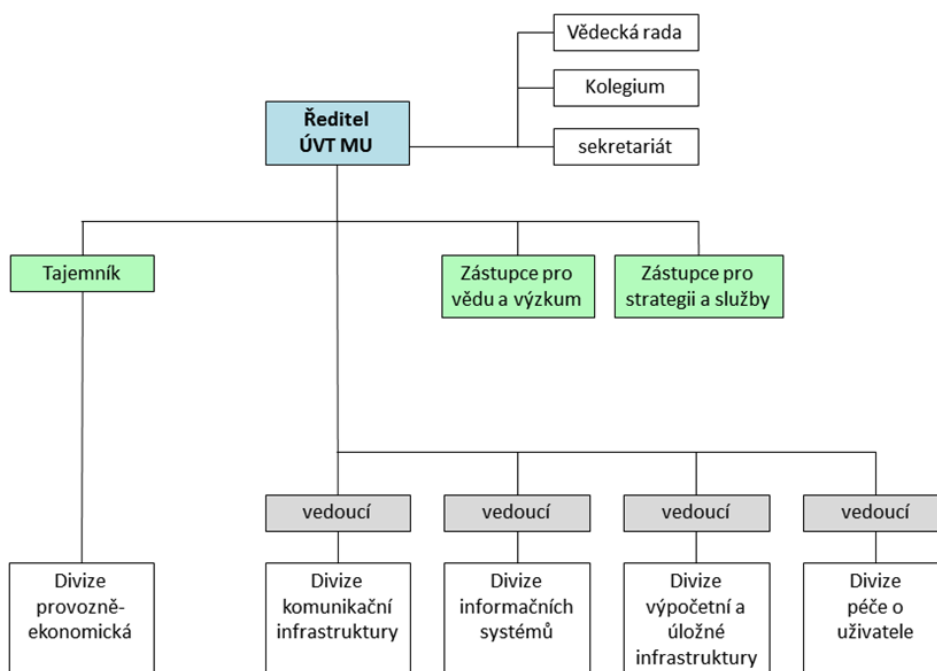 Vědecká rada
Kolegium
Ředitel
ÚVT MU
sekretariát
Tajemník
Zástupce pro
vědu a výzkum
Zástupce pro
strategii a služby
vedoucí
vedoucí
vedoucí
vedoucí
Divize
provozně-
ekonomická
Divize
komunikační
infrastruktury
Divize
informačních
systémů
Divize
výpočetní a
úložné
infrastruktury
Divize
péče o
uživatele